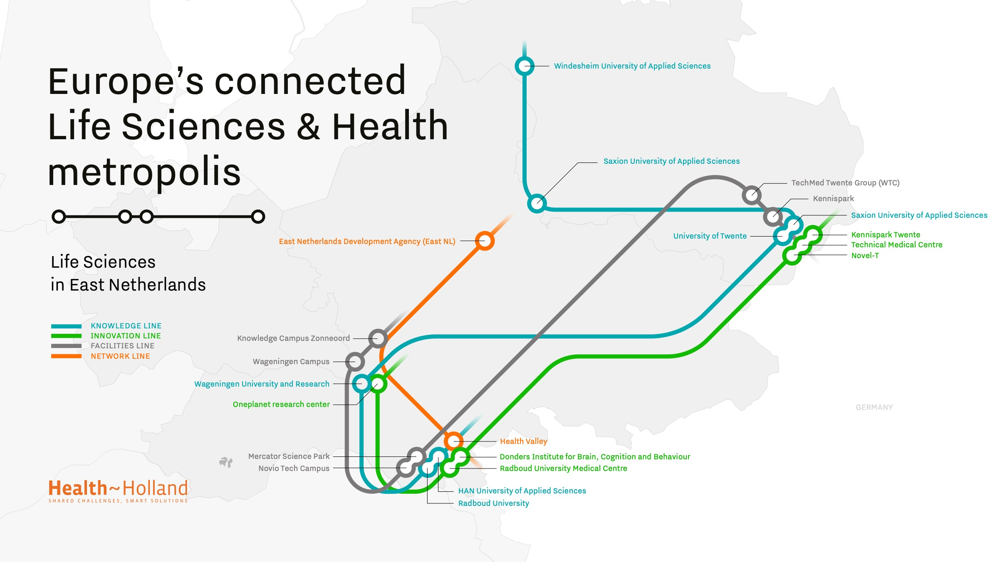 Europe’s connected
Life Sciences & Health
metropolis
Life Sciences
in East Netherlands
KNOWLEDGE LINE
INNOVATION LINE
FACILITIES LINE
NETWORK LINE
Health~Holland
SHARED CHALLENGES, SMART SOLUTIONS
Windesheim University of Applied Sciences
Saxion University of Applied Sciences
TechMed Twente Group (WTC)
Kennispark
Saxion University of Applied Sciences
University of Twente
Kennispark Twente
Technical Medical Centre
Novel-T
East Netherlands Development Agency (East NL)
Knowledge Campus Zonneoord
Wageningen Campus
Wageningen University and Research
Oneplanet research center
GERMANY
Health Valley
Mercator Science Park
Donders Institute for Brain, Cognition and Behaviour
Novio Tech Campus
Radboud University Medical Centre
HAN University of Applied Sciences
Radboud University